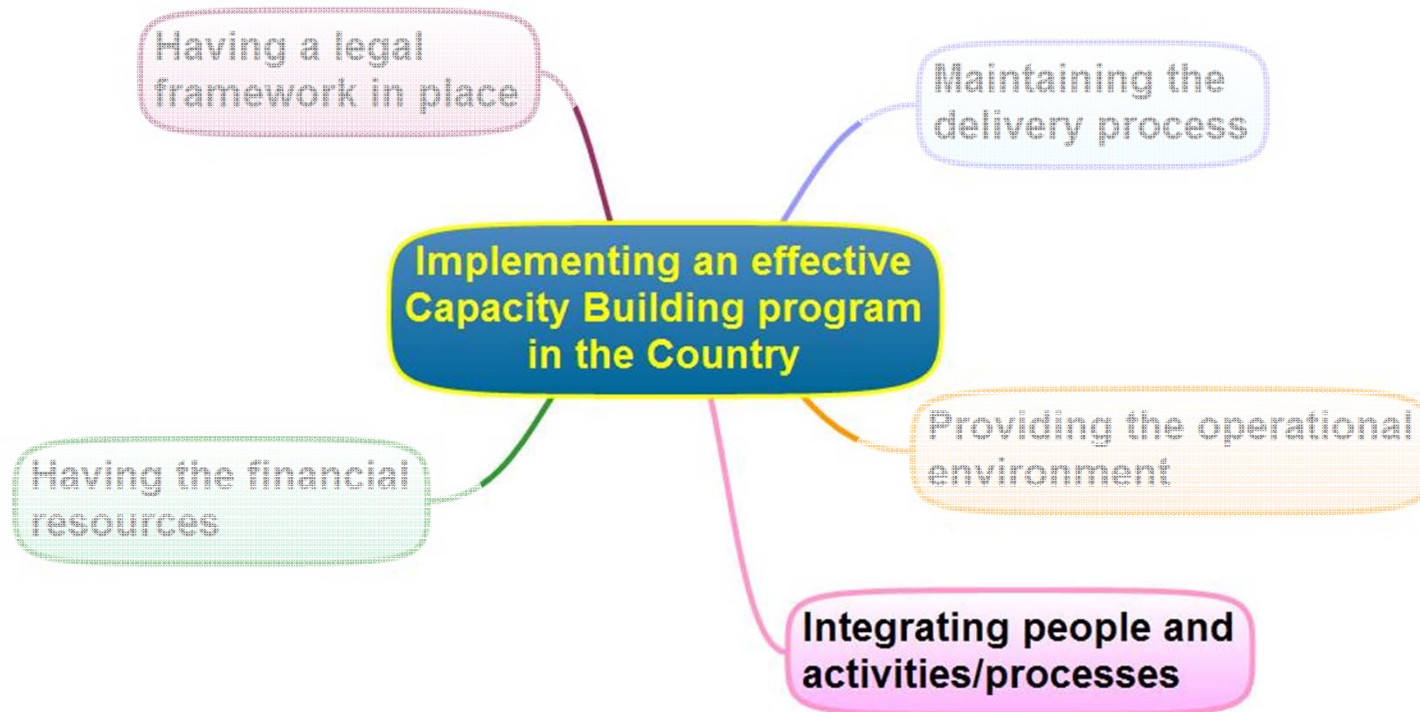 Having a legal
framework in place
Maintaining the
delivery process
Implementing an effective
Capacity Building program
in the Country
Having the financial
resources
Providing the operational
environment
Integrating people and
activities/processes